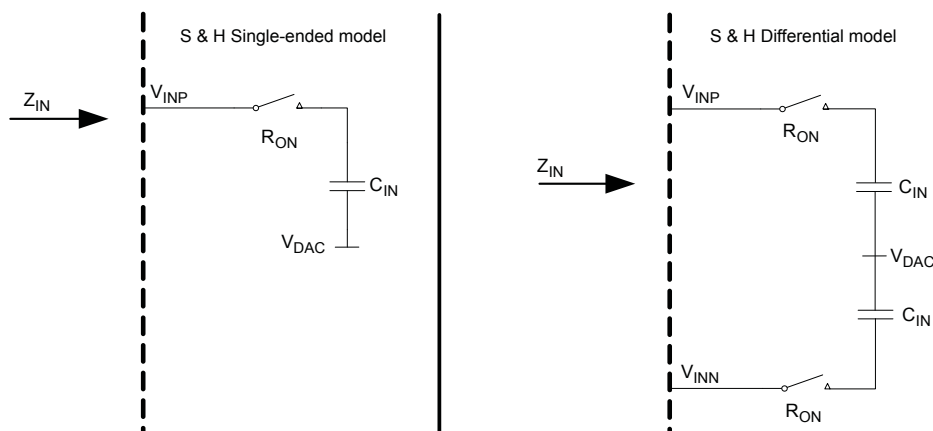 S & H Single-ended model
Z_IN
V_INP
R_ON
C_IN
V_DAC
S & H Differential model
V_INP
R_ON
Z_IN
C_IN
V_DAC
C_IN
V_INN
R_ON